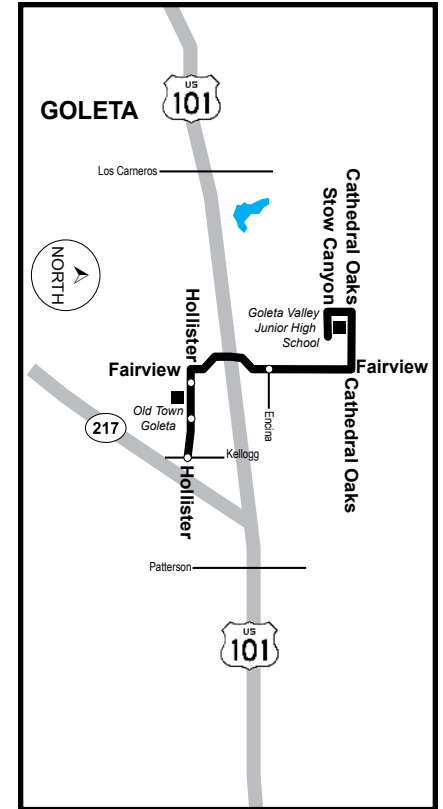 US
101
GOLETA
Los Carneros
Cathedral Oaks
Stow Canyon
NORTH
Goleta Valley
Junior High
School
Hollister
Fairview
Fairview
Cathedral Oaks
Old Town
Goleta
Encina
217
Kellogg
Hollister
Patterson
US
101